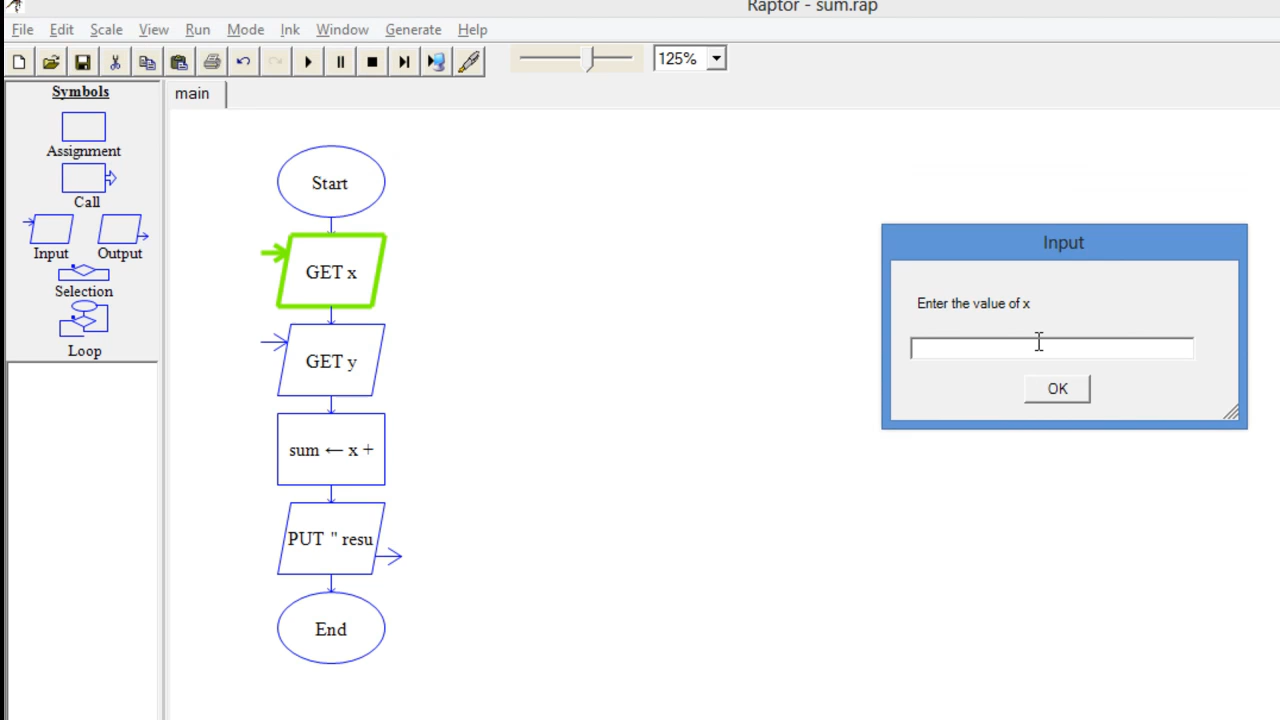 Raptor - sum.rap
File Edit Scale View Run Mode Ink Window Generate Help
125%
Symbols
main
Assignment
Call
Input Output
Selection
Loop
Start
GET x
GET y
sum ← x +
PUT " resu
End
Input
Enter the value of x
OK